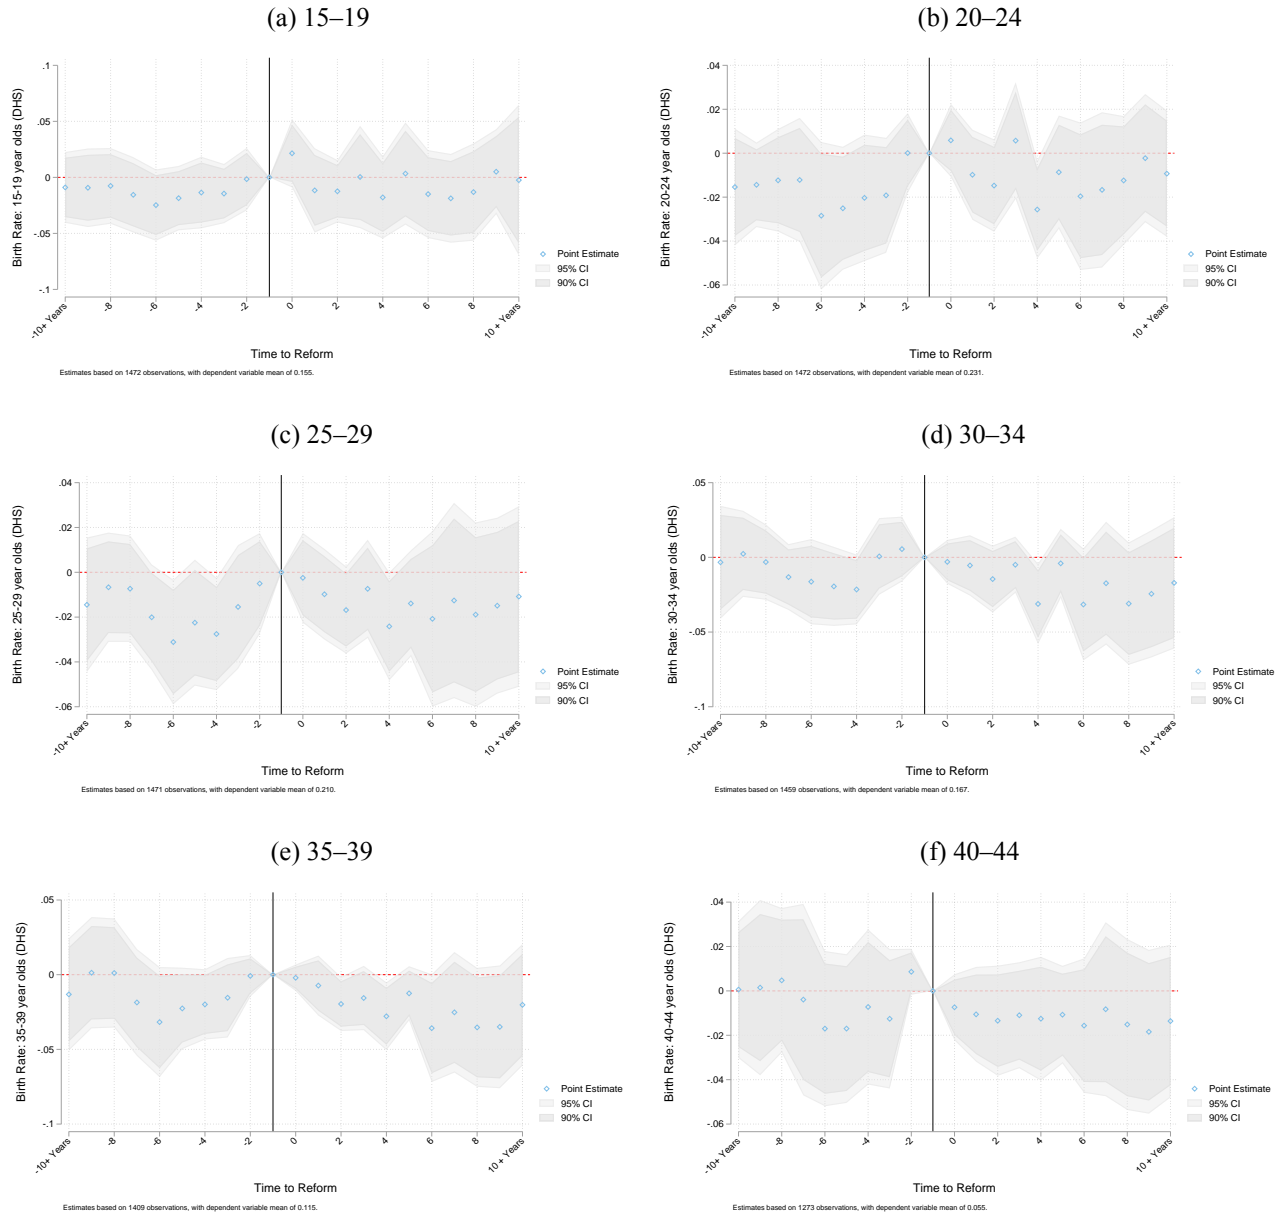 (a) 15–19
Birth Rate: 15-19 year olds (DHS)
.1
.05
0
-.05
-.1
-10+ Years
-8
-6
-4
-2
0
2
4
6
8
10 + Years
Time to Reform
Point Estimate
95% CI
90% CI
Estimates based on 1472 observations, with dependent variable mean of 0.155.
(b) 20–24
Birth Rate: 20-24 year olds (DHS)
.04
.02
0
-.02
-.04
-.06
-10+ Years
-8
-6
-4
-2
0
2
4
6
8
10 + Years
Time to Reform
Point Estimate
95% CI
90% CI
Estimates based on 1472 observations, with dependent variable mean of 0.231.
(c) 25–29
Birth Rate: 25-29 year olds (DHS)
.04
.02
0
-.02
-.04
-.06
-10+ Years
-8
-6
-4
-2
0
2
4
6
8
10 + Years
Time to Reform
Point Estimate
95% CI
90% CI
Estimates based on 1471 observations, with dependent variable mean of 0.210.
(d) 30–34
Birth Rate: 30-34 year olds (DHS)
.05
0
-.05
-.1
-10+ Years
-8
-6
-4
-2
0
2
4
6
8
10 + Years
Time to Reform
Point Estimate
95% CI
90% CI
Estimates based on 1459 observations, with dependent variable mean of 0.167.
(e) 35–39
Birth Rate: 35-39 year olds (DHS)
.05
0
-.05
-.1
-10+ Years
-8
-6
-4
-2
0
2
4
6
8
10 + Years
Time to Reform
Point Estimate
95% CI
90% CI
Estimates based on 1409 observations, with dependent variable mean of 0.115.
(f) 40–44
Birth Rate: 40-44 year olds (DHS)
.04
.02
0
-.02
-.04
-.06
-10+ Years
-8
-6
-4
-2
0
2
4
6
8
10 + Years
Time to Reform
Point Estimate
95% CI
90% CI
Estimates based on 1273 observations, with dependent variable mean of 0.055.